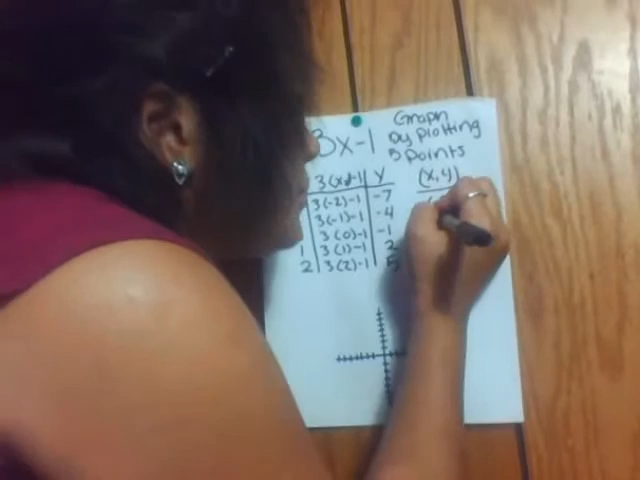 3x-1
Graph
by plotting
5 points
3(x)-1 y (x,y)
3(-2)-1 -7
3(-1)-1 -4
3(0)-1 -1
1 3(1)-1 2
2 3(2)-1 5